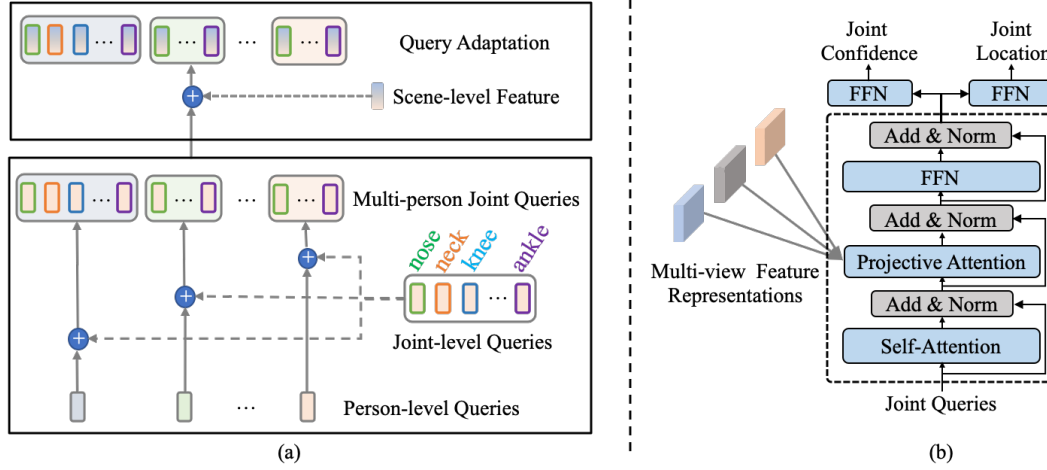 Query Adaptation
Scene-level Feature
Multi-person Joint Queries
nose
neck
knee
ankle
Joint-level Queries
Person-level Queries
(a)
Joint
Confidence
Joint
Location
FFN
FFN
Add & Norm
FFN
Add & Norm
Projective Attention
Multi-view Feature
Representations
Add & Norm
Self-Attention
Joint Queries
(b)